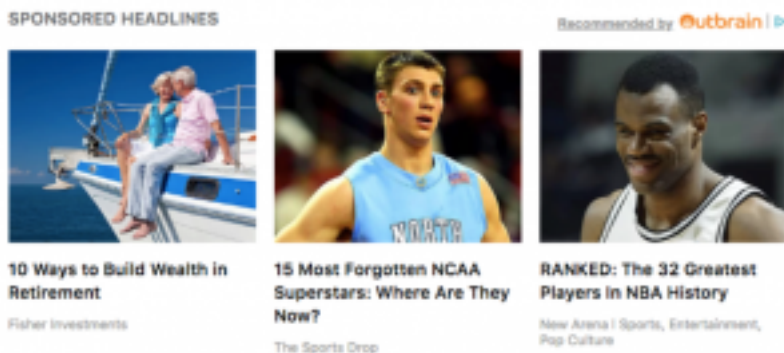 SPONSORED HEADLINES
Recommended by Outbrain
NORTH
10 Ways to Build Wealth in
Retirement
Fisher Investments
15 Most Forgotten NCAA
Superstars: Where Are They
Now?
The Sports Drop
RANKED: The 32 Greatest
Players In NBA History
New Arena | Sports, Entertainment,
Pop Culture